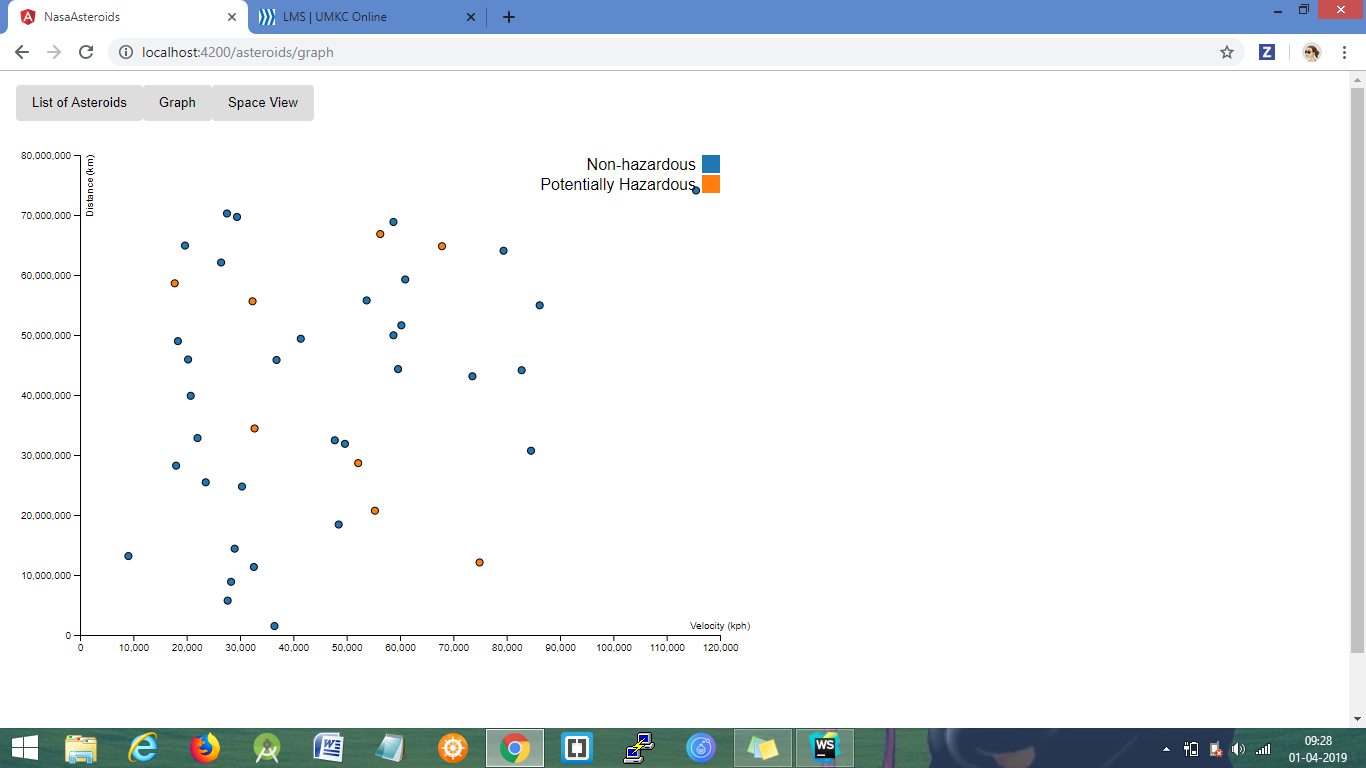 NasaAsteroids
LMS | UMKC Online
localhost:4200/asteroids/graph
Z
List of Asteroids
Graph
Space View
80,000,000
70,000,000
60,000,000
50,000,000
40,000,000
30,000,000
20,000,000
10,000,000
0
Distance (km)
Non-hazardous
Potentially Hazardous
Velocity (kph)
0
10,000
20,000
30,000
40,000
50,000
60,000
70,000
80,000
90,000
100,000
110,000
120,000
WS
09:28
01-04-2019